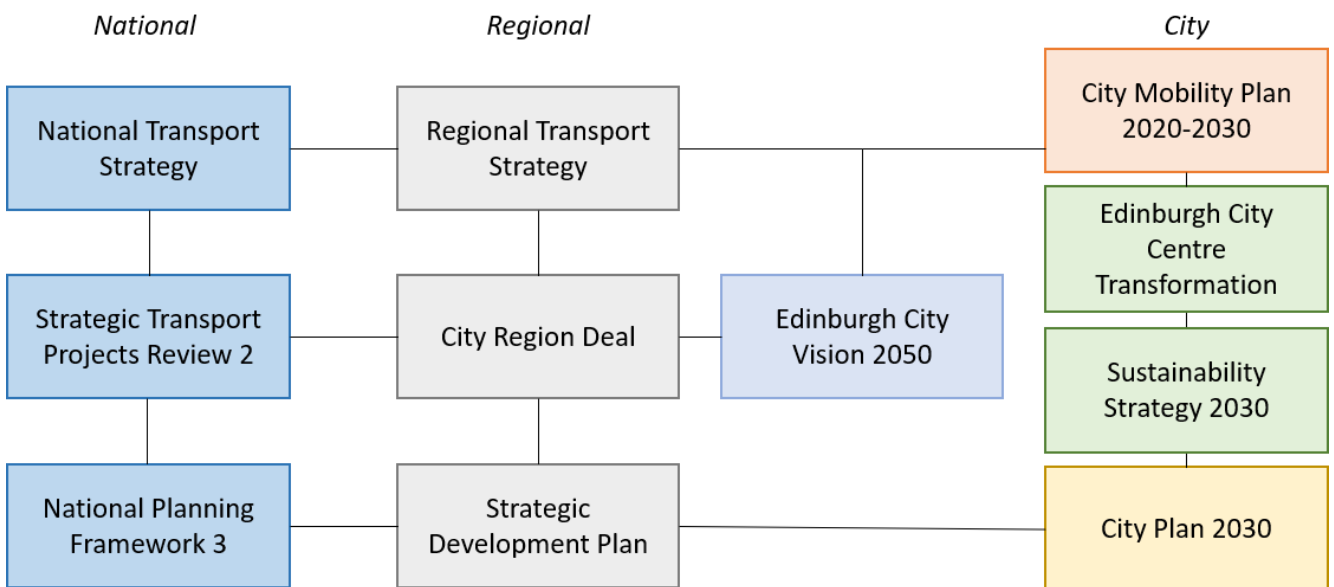 National
Regional
City
National Transport
Strategy
Regional Transport
Strategy
City Mobility Plan
2020-2030
Edinburgh City
Centre
Transformation
Strategic Transport
Projects Review 2
City Region Deal
Edinburgh City
Vision 2050
Sustainability
Strategy 2030
National Planning
Framework 3
Strategic
Development Plan
City Plan 2030